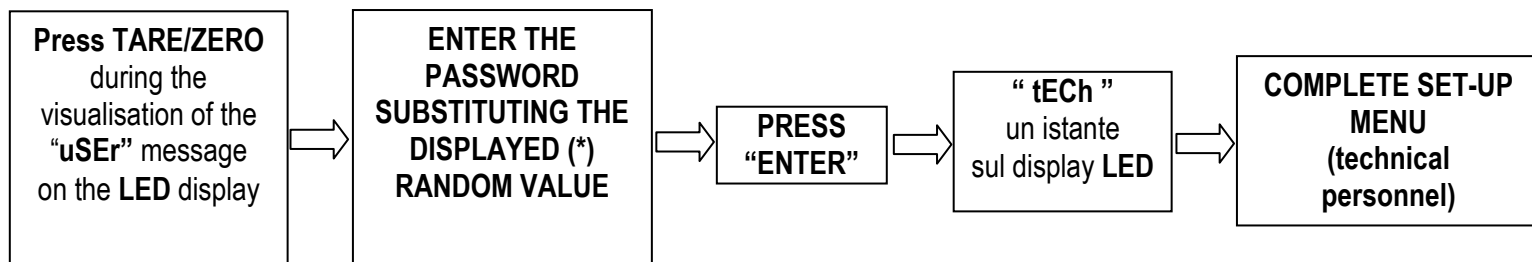 Press TARE/ZERO
during the
visualisation of the
“uSEr” message
on the LED display
ENTER THE
PASSWORD
SUBSTITUTING THE
DISPLAYED (*)
RANDOM VALUE
PRESS
“ENTER”
“ tECh ”
un istante
sul display LED
COMPLETE SET-UP
MENU
(technical
personnel)